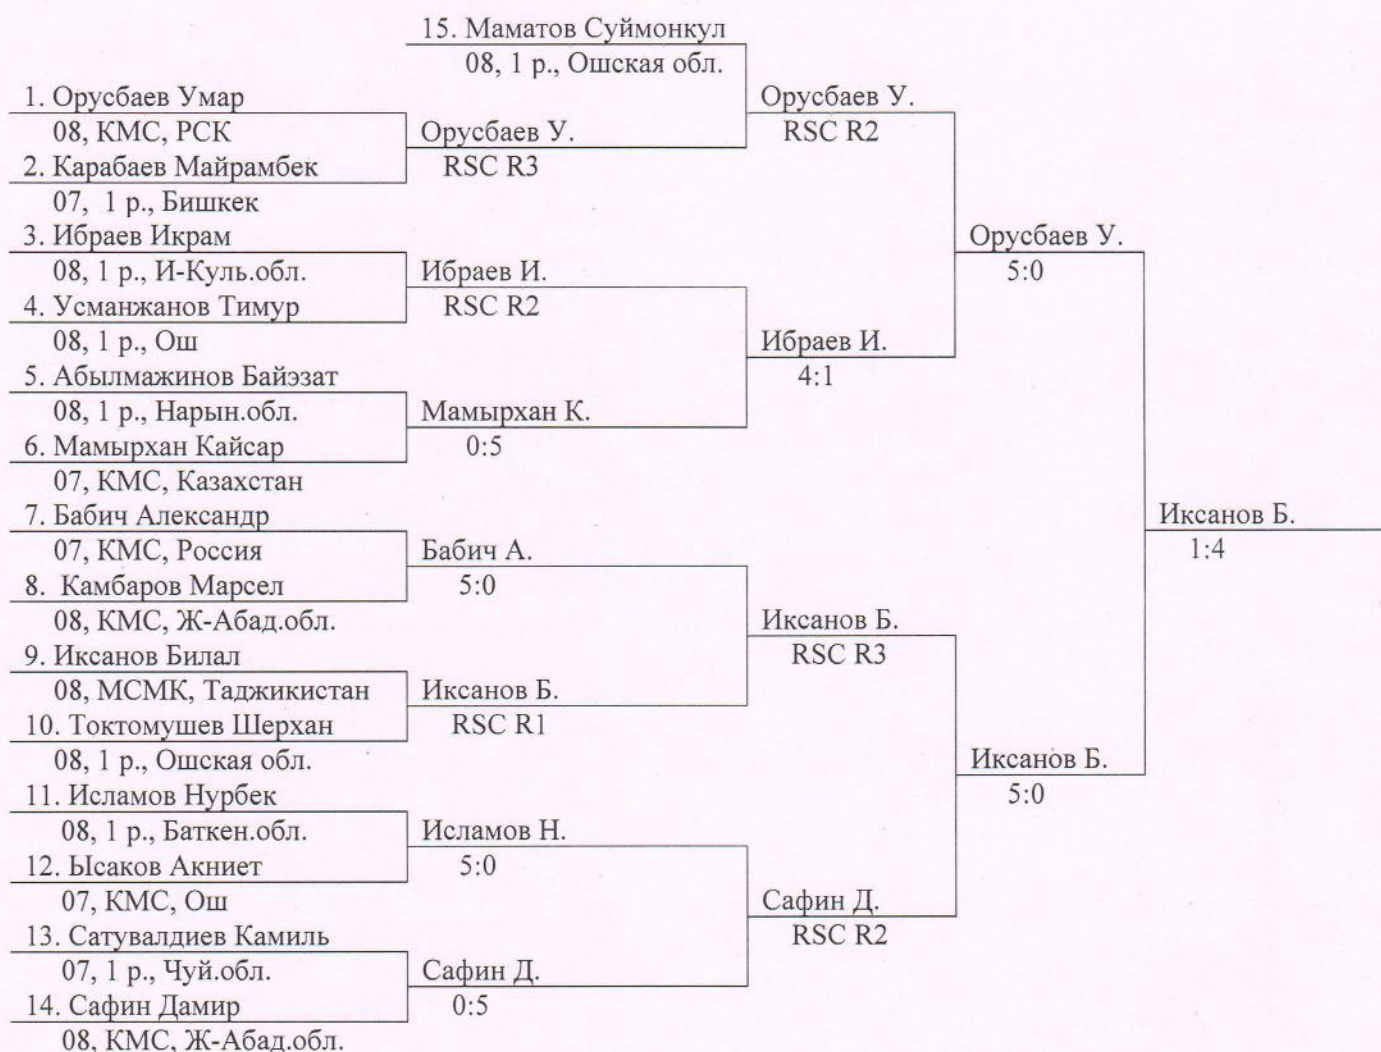 15. Маматов Суймонкул
08, 1 р., Ошская обл.
1. Орусбаев Умар
08, КМС, РСК
2. Карабаев Майрамбек
07, 1 р., Бишкек
3. Ибраев Икрам
08, 1 р., И-Куль.обл.
4. Усманжанов Тимур
08, 1 р., Ош
5. Абылмажинов Байэзат
08, 1 р., Нарын.обл.
6. Мамырхан Кайсар
07, КМС, Казахстан
7. Бабич Александр
07, КМС, Россия
8. Камбаров Марсел
08, КМС, Ж-Абад.обл.
9. Иксанов Билал
08, МСМК, Таджикистан
10. Токтомушев Шерхан
08, 1 р., Ошская обл.
11. Исламов Нурбек
08, 1 р., Баткен.обл.
12. Ысаков Акниет
07, КМС, Ош
13. Сатувалдиев Камиль
07, 1 р., Чуй.обл.
14. Сафин Дамир
08, КМС, Ж-Абад.обл.
Орусбаев У.
RSC R3
Ибраев И.
RSC R2
Мамырхан К.
0:5
Бабич А.
5:0
Иксанов Б.
RSC R1
Исламов Н.
5:0
Сафин Д.
0:5
Орусбаев У.
RSC R2
Ибраев И.
4:1
Иксанов Б.
RSC R3
Сафин Д.
RSC R2
Орусбаев У.
5:0
Иксанов Б.
5:0
Иксанов Б.
1:4